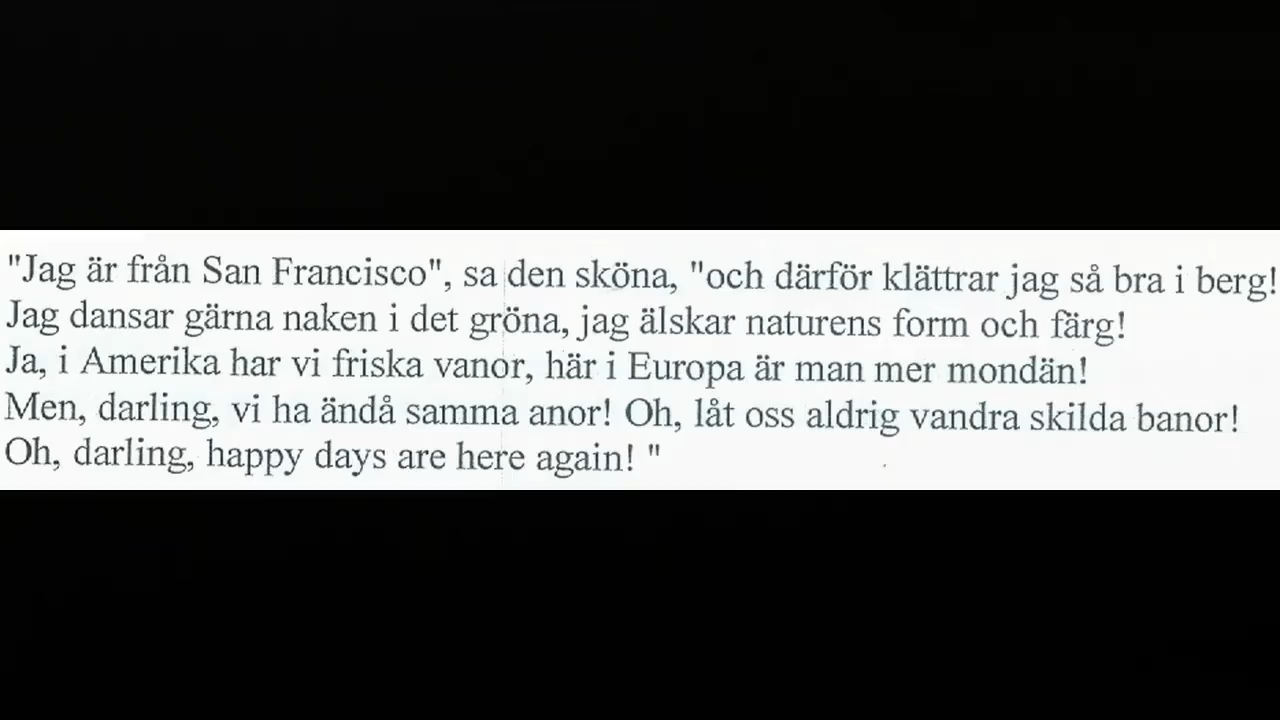 "Jag är från San Francisco", sa den sköna, "och därför klättrar jag så bra i berg!
Jag dansar gärna naken i det gröna, jag älskar naturens form och färg!
Ja, i Amerika har vi friska vanor, här i Europa är man mer mondän!
Men, darling, vi ha ändå samma anor! Oh, låt oss aldrig vandra skilda banor!
Oh, darling, happy days are here again! "